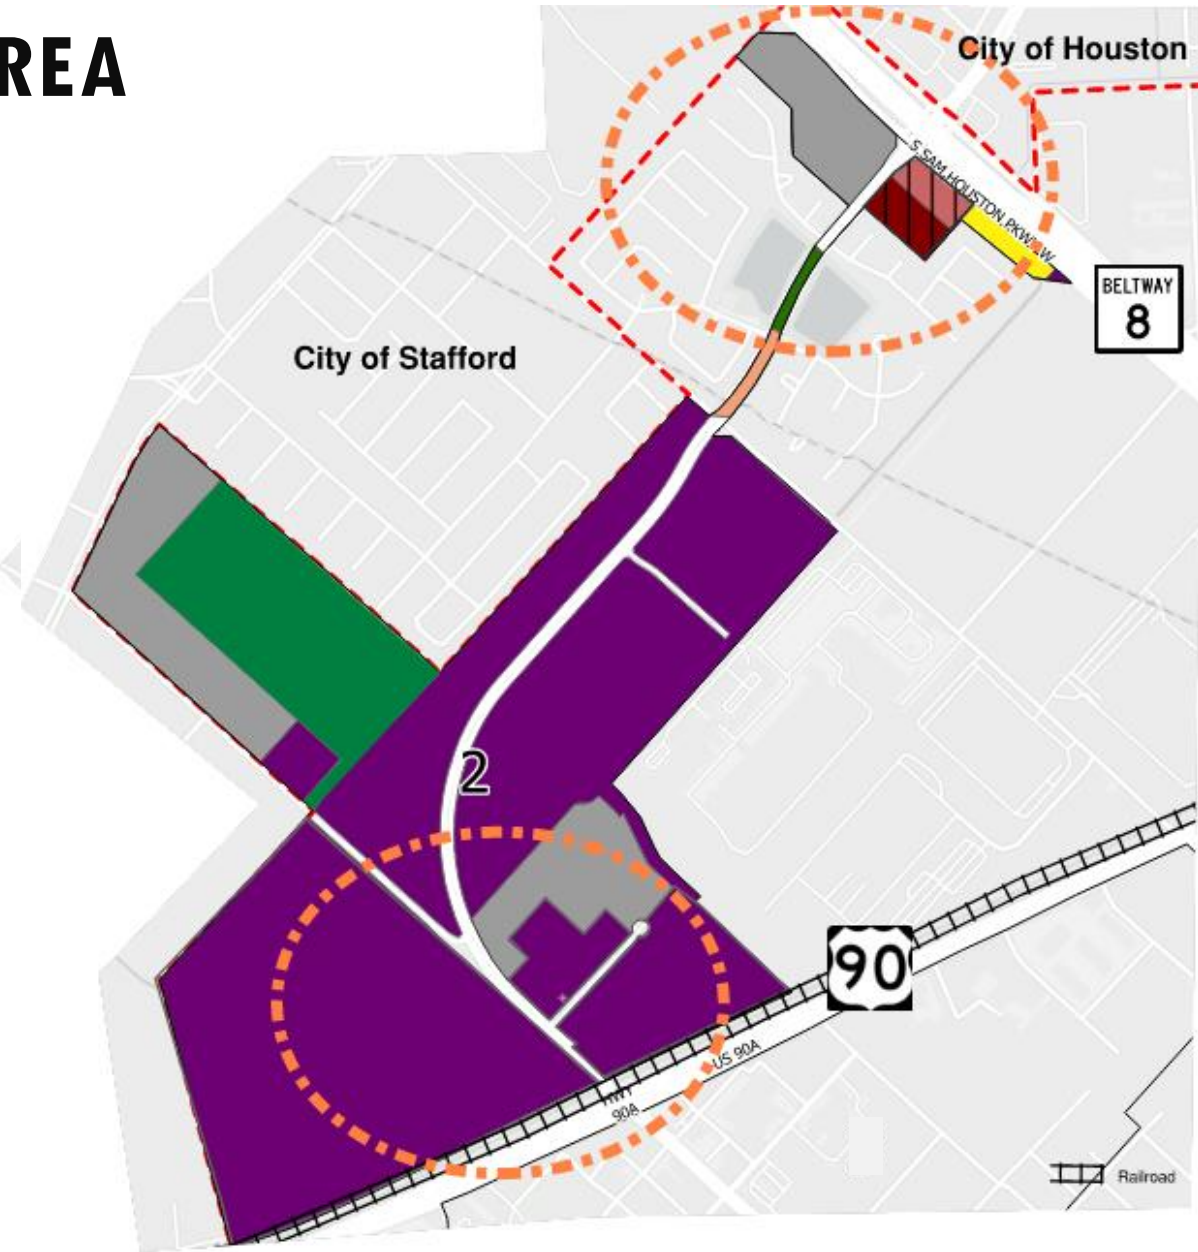 REA
City of Houston
S SAM HOUSTON PKWY W
BELTWAY
8
City of Stafford
2
90
US 90A
HWY
90A
Railroad